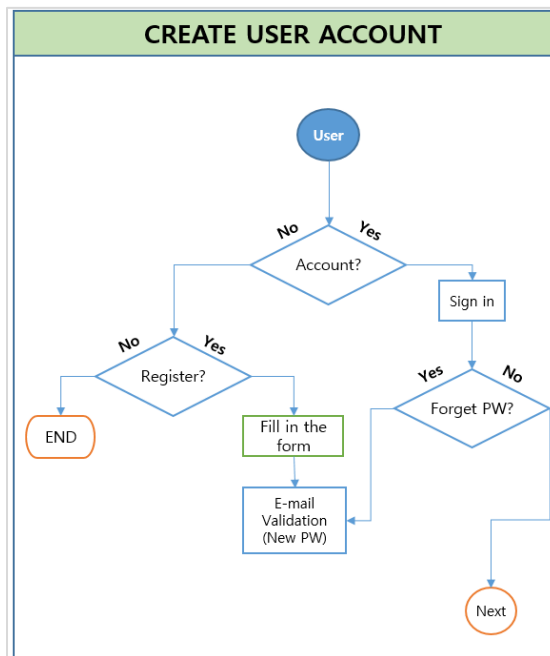 CREATE USER ACCOUNT
User
No
Yes
Account?
Sign in
No
Yes
Register?
Yes
No
Forget PW?
END
Fill in the
form
E-mail
Validation
(New PW)
Next